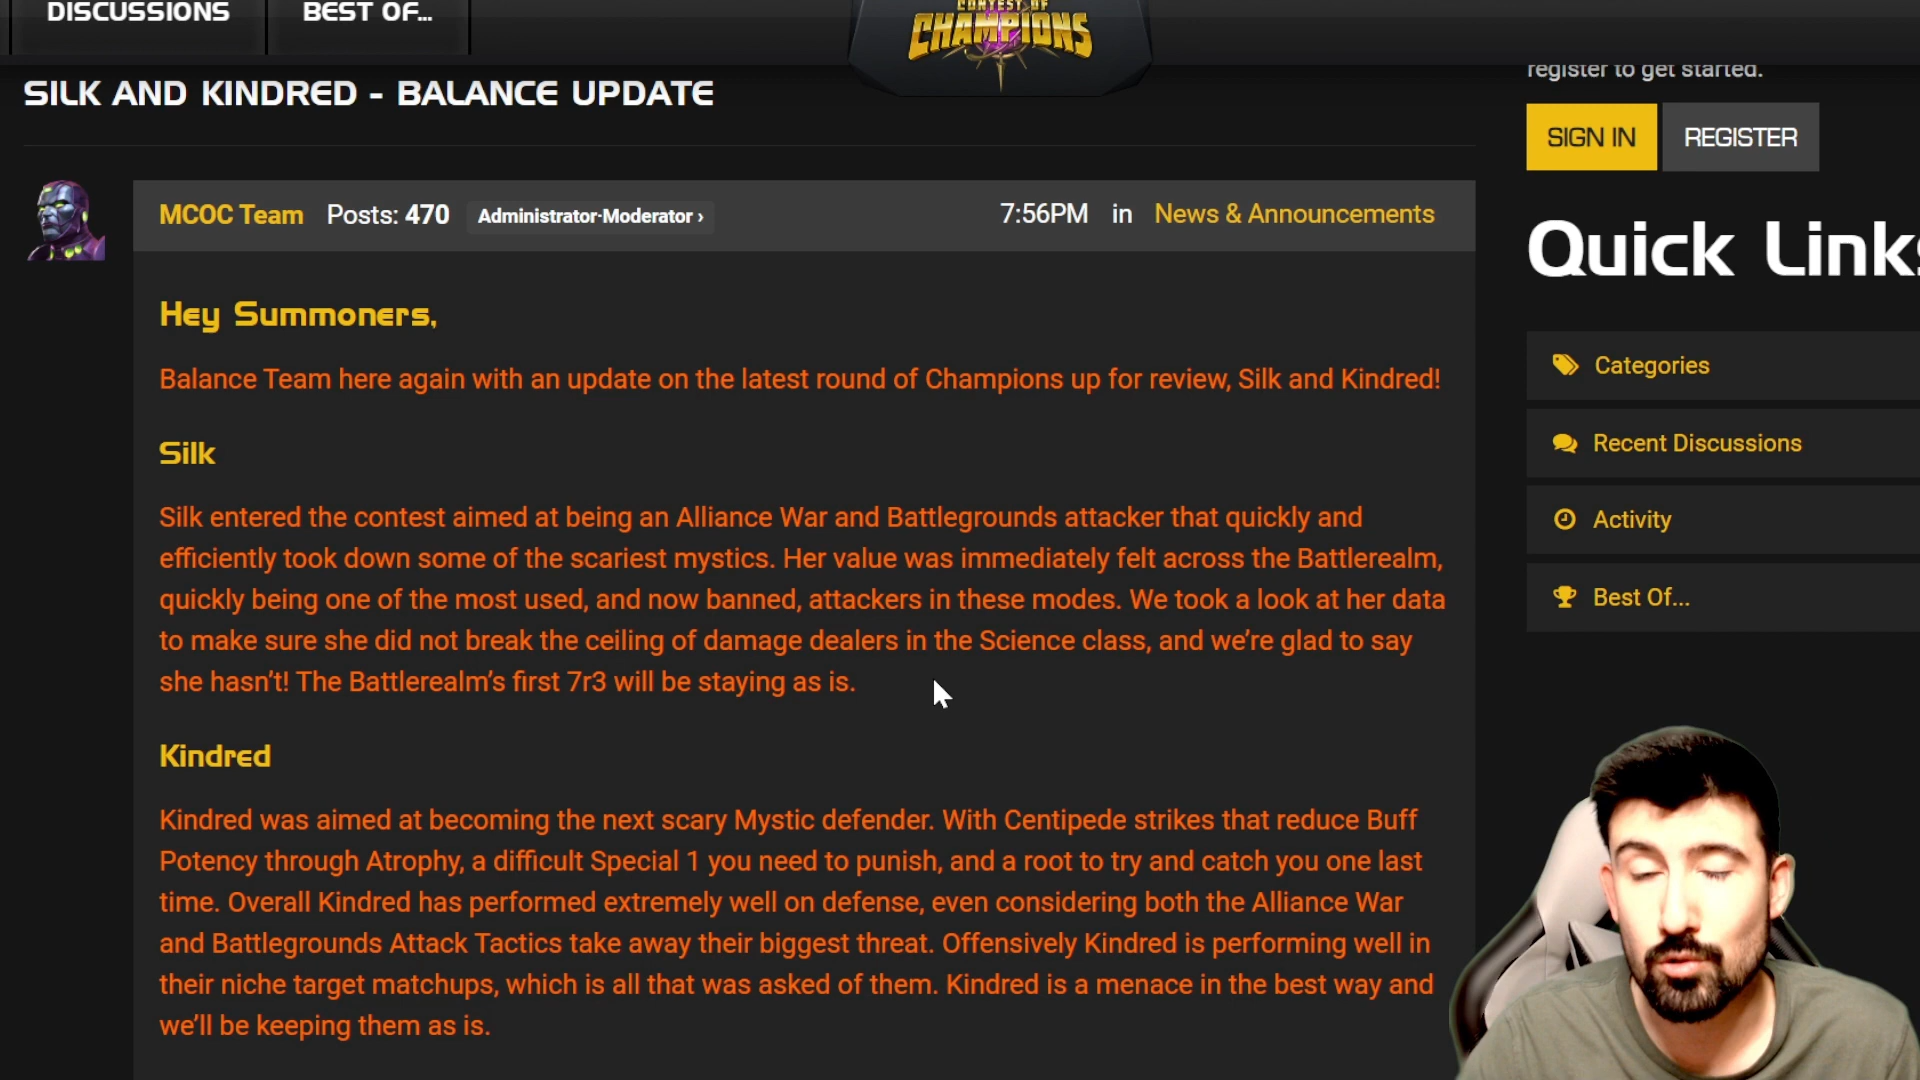 DISCUSSIONS
BEST OF...
CONTEST OF
CHAMPIONS
register to get started.
SILK AND KINDRED - BALANCE UPDATE
SIGN IN
REGISTER
MCOC Team Posts: 470 Administrator·Moderator › 7:56PM in News & Announcements
Quick Links
Hey Summoners,
Balance Team here again with an update on the latest round of Champions up for review, Silk and Kindred!
Categories
Recent Discussions
Activity
Best Of...
Silk
Silk entered the contest aimed at being an Alliance War and Battlegrounds attacker that quickly and
efficiently took down some of the scariest mystics. Her value was immediately felt across the Battlerealm,
quickly being one of the most used, and now banned, attackers in these modes. We took a look at her data
to make sure she did not break the ceiling of damage dealers in the Science class, and we’re glad to say
she hasn’t! The Battlerealm’s first 7r3 will be staying as is.
Kindred
Kindred was aimed at becoming the next scary Mystic defender. With Centipede strikes that reduce Buff
Potency through Atrophy, a difficult Special 1 you need to punish, and a root to try and catch you one last
time. Overall Kindred has performed extremely well on defense, even considering both the Alliance War
and Battlegrounds Attack Tactics take away their biggest threat. Offensively Kindred is performing well in
their niche target matchups, which is all that was asked of them. Kindred is a menace in the best way and
we’ll be keeping them as is.